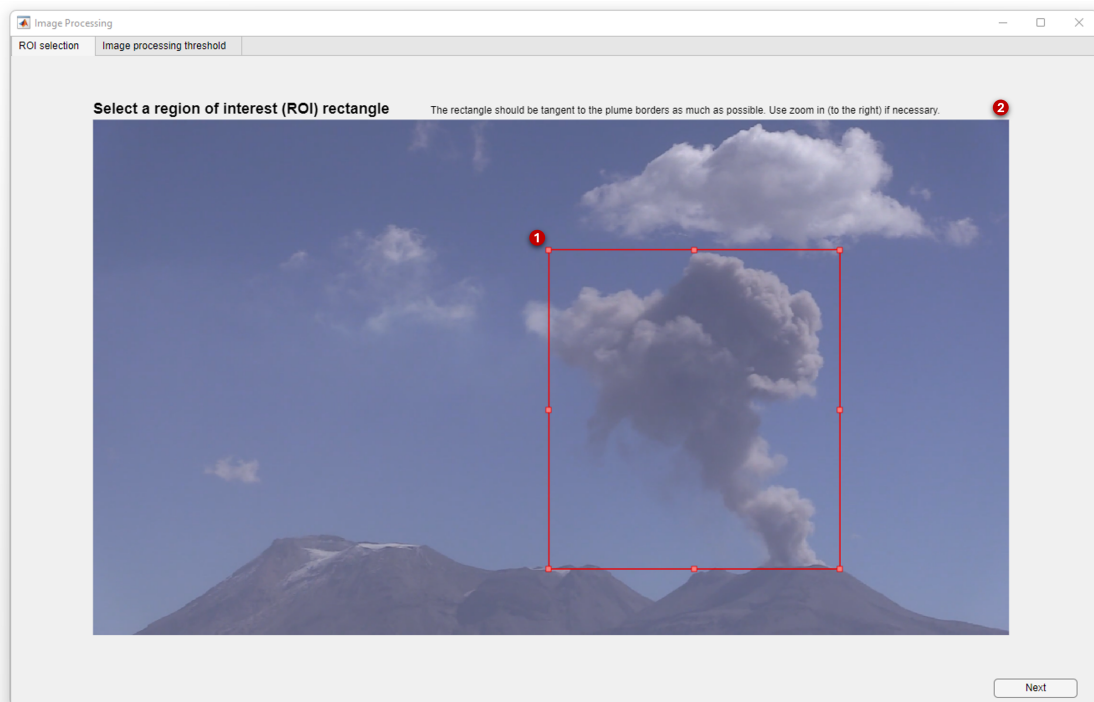 Image Processing
ROI selection Image processing threshold
Select a region of interest (ROI) rectangle The rectangle should be tangent to the plume borders as much as possible. Use zoom in (to the right) if necessary.
2
1
Next